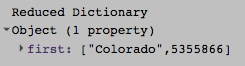 Reduced Dictionary
▼Object (1 property)
▶first: ["Colorado",5355866]